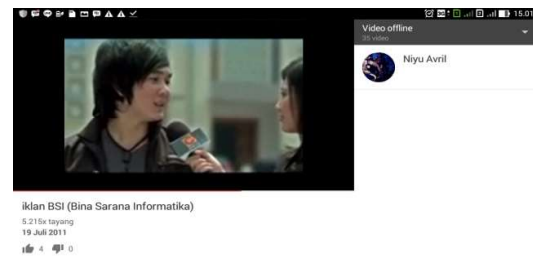 15.01
Video offline
35 video
Niyu Avril
iklan BSI (Bina Sarana Informatika)
5.215x tayang
19 Juli 2011
4 0